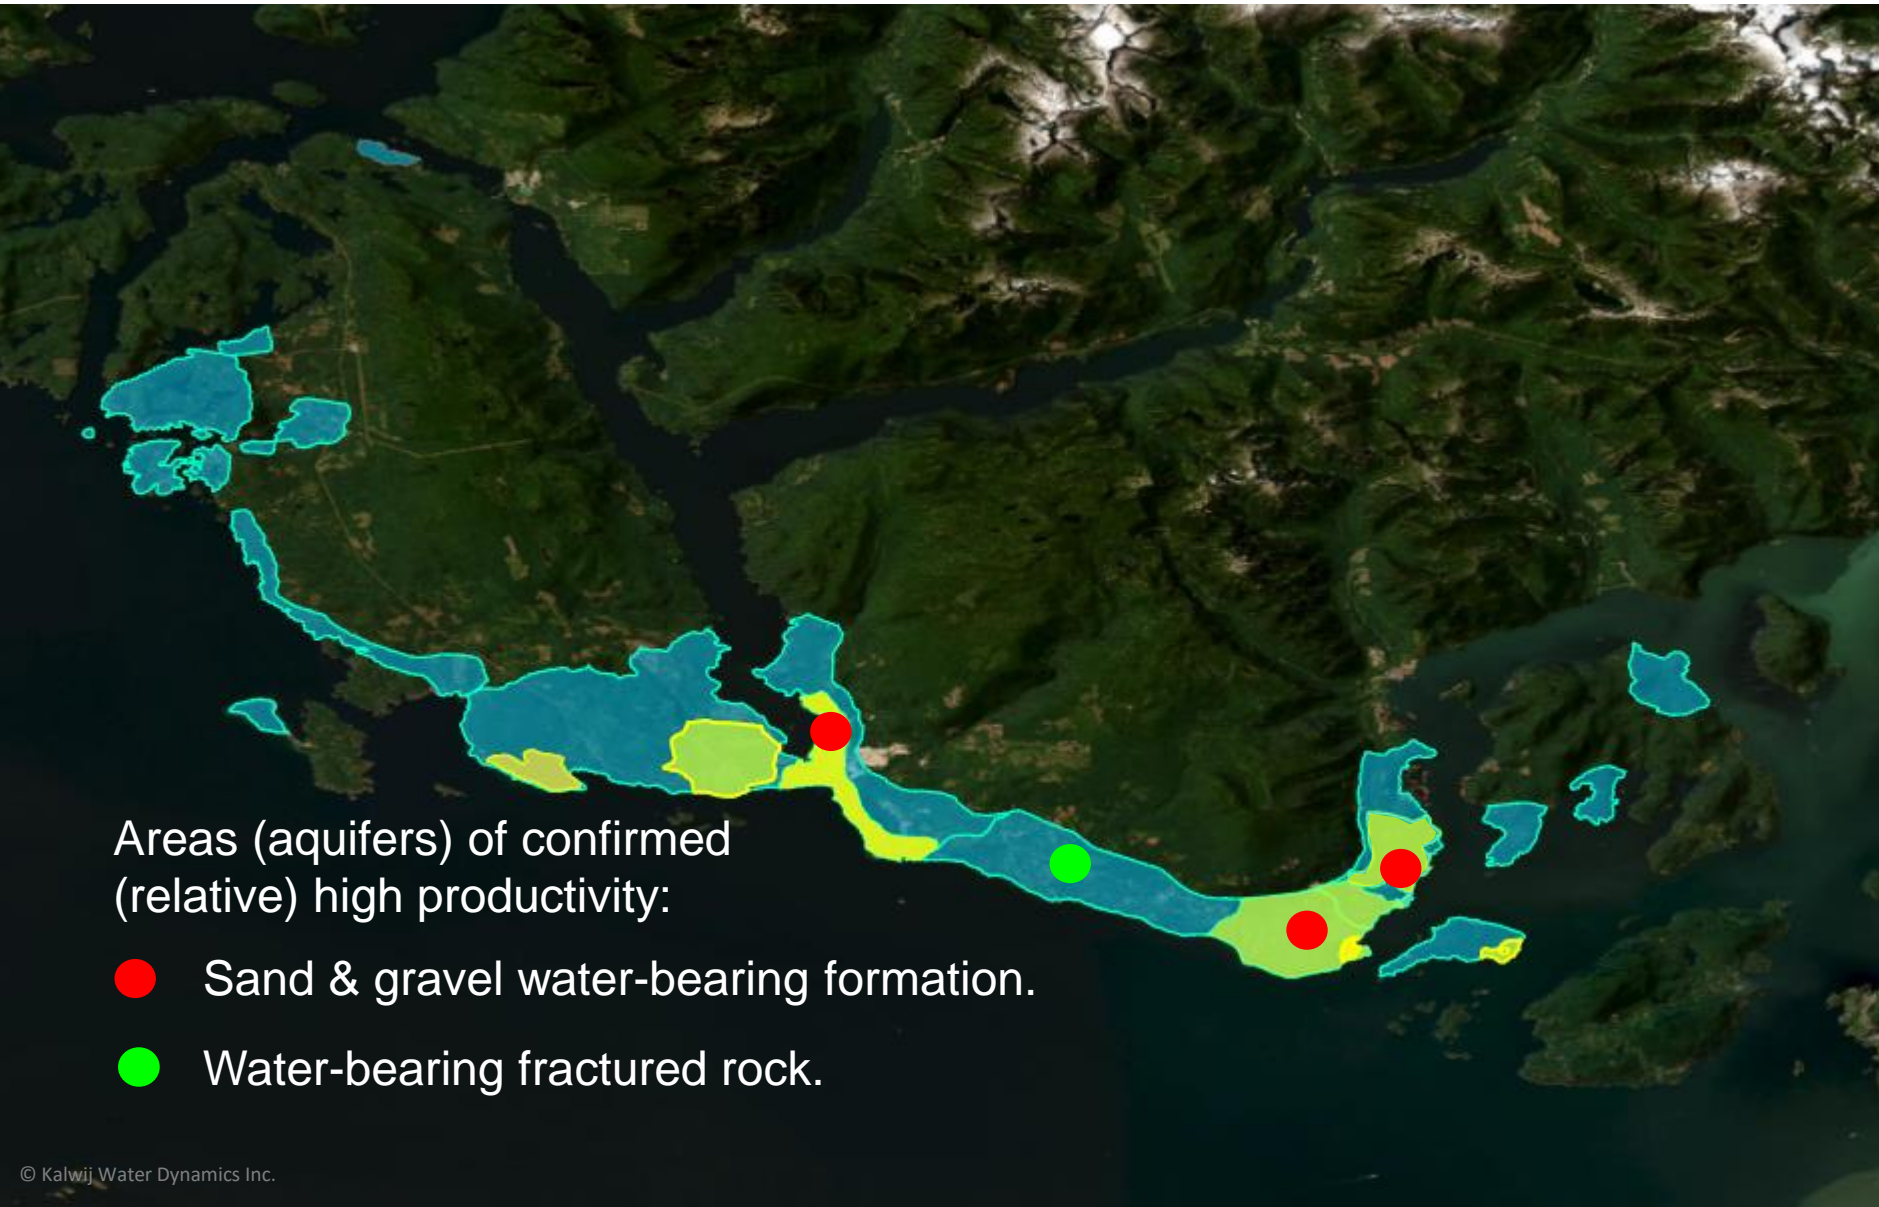 Areas (aquifers) of confirmed
(relative) high productivity:
Sand & gravel water-bearing formation.
Water-bearing fractured rock.
© Kalwij Water Dynamics Inc.